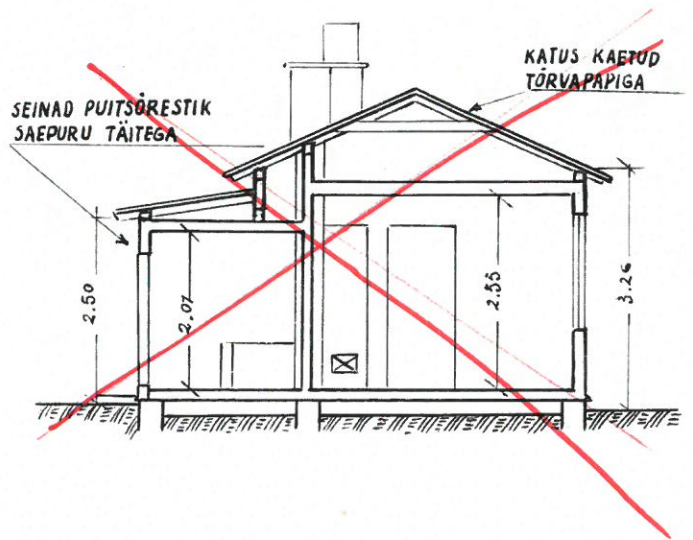 KATUS KAETUD
TÕRVAPAPIGA
SEINAD PUITSÕRESTIK
SAEPURU TÄITEGA
2.50
2.07
2.55
3.26